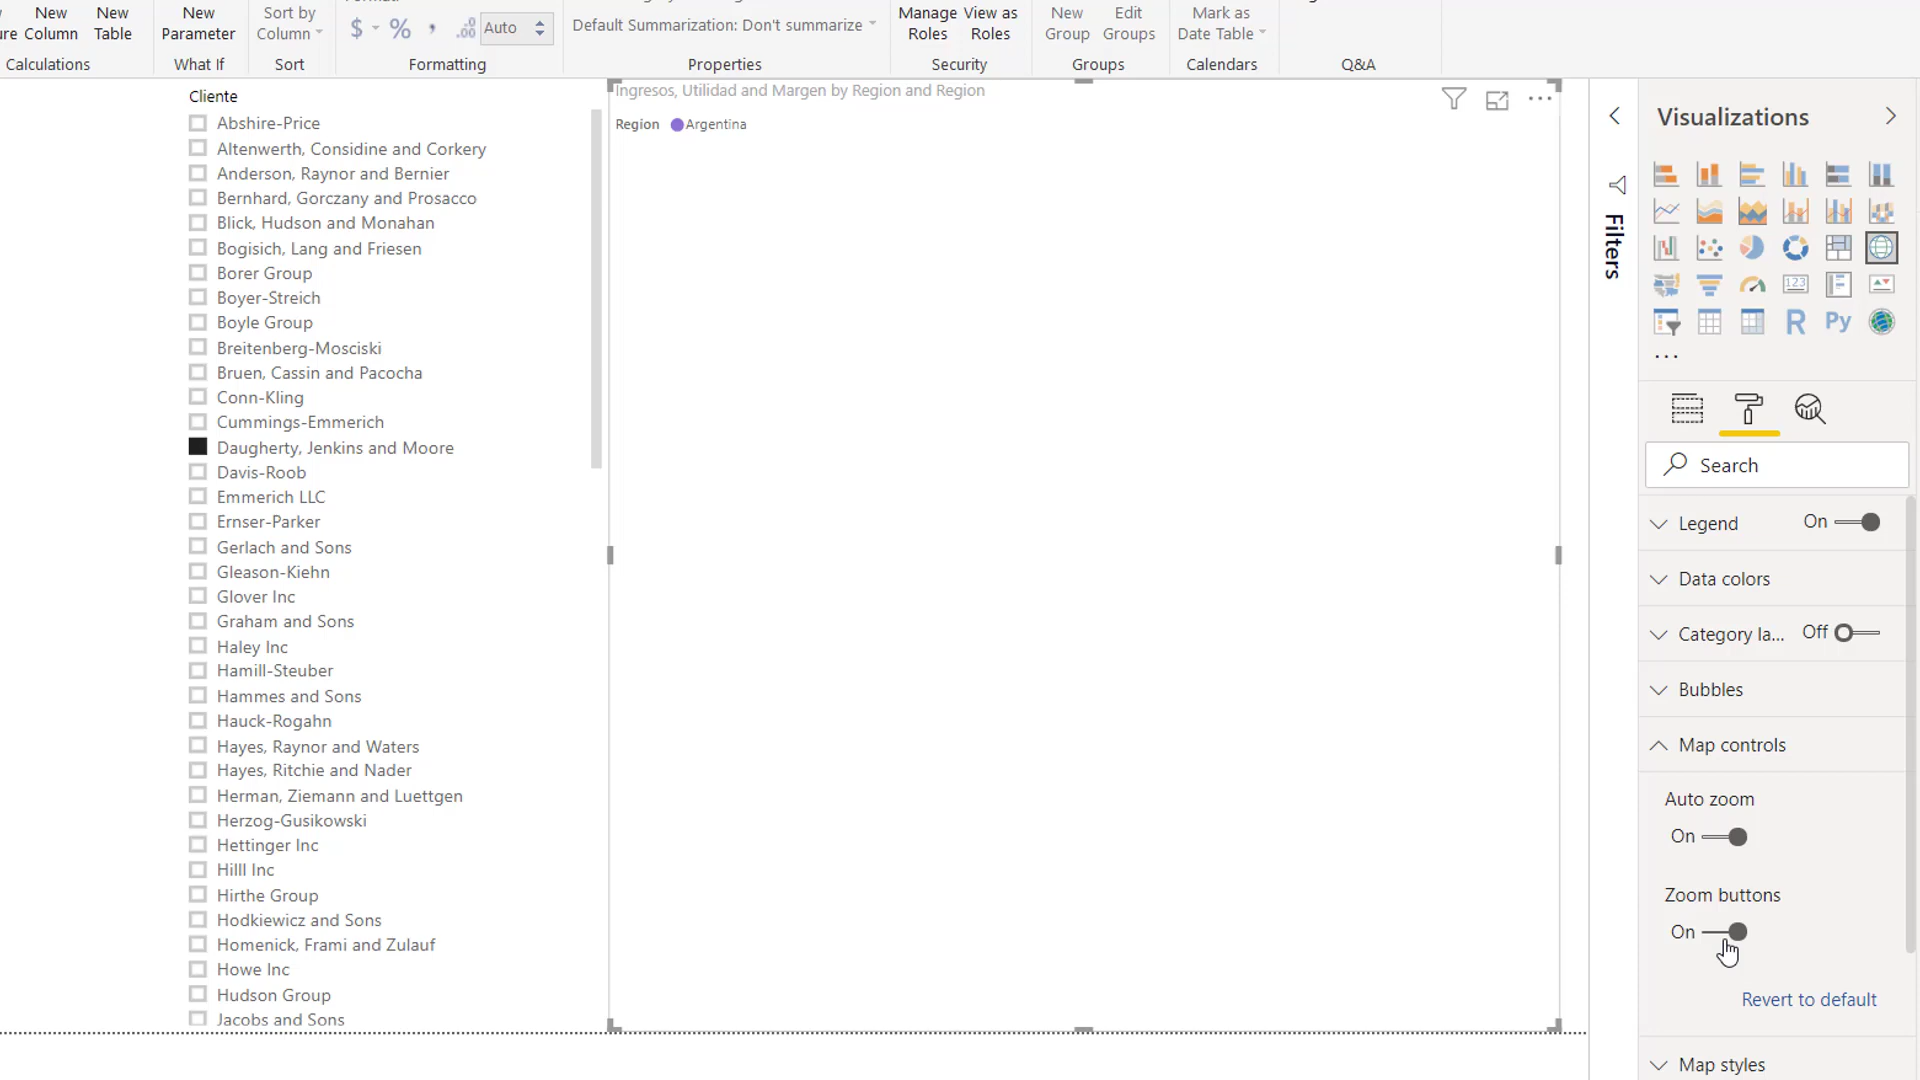 New
New
New
Sort by
Auto
Default Summarization: Don't summarize
Manage
View as
New
Edit
Mark as
re Column
Table
Parameter
Column
Roles
Roles
Group
Groups
Date Table
Calculations
What If
Sort
Formatting
Properties
Security
Groups
Calendars
Q&A
Cliente
Abshire-Price
Altenwerth, Considine and Corkery
Anderson, Raynor and Bernier
Bernhard, Gorczany and Prosacco
Blick, Hudson and Monahan
Bogisich, Lang and Friesen
Borer Group
Boyer-Streich
Boyle Group
Breitenberg-Mosciski
Bruen, Cassin and Pacocha
Conn-Kling
Cummings-Emmerich
Daugherty, Jenkins and Moore
Davis-Roob
Emmerich LLC
Ernser-Parker
Gerlach and Sons
Gleason-Kiehn
Glover Inc
Graham and Sons
Haley Inc
Hamill-Steuber
Hammes and Sons
Hauck-Rogahn
Hayes, Raynor and Waters
Hayes, Ritchie and Nader
Herman, Ziemann and Luettgen
Herzog-Gusikowski
Hettinger Inc
Hilll Inc
Hirthe Group
Hodkiewicz and Sons
Homenick, Frami and Zulauf
Howe Inc
Hudson Group
Jacobs and Sons
Ingresos, Utilidad and Margen by Region and Region
Region Argentina
Filters
Visualizations
123
R Py
Search
Legend On
Data colors
Category la... Off
Bubbles
Map controls
Auto zoom
On
Zoom buttons
On
Revert to default
Map styles